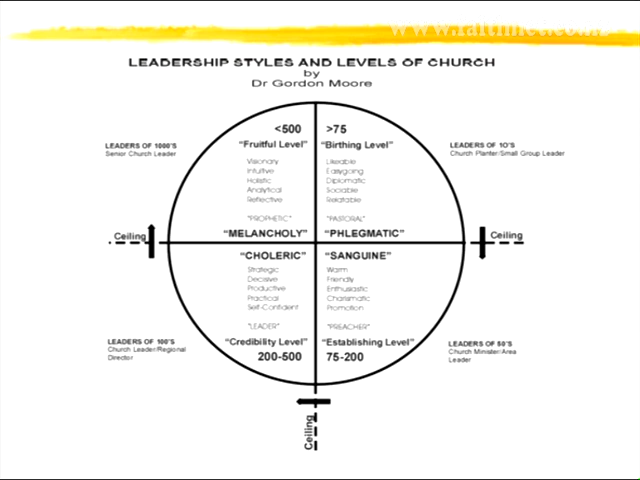 LEADERSHIP STYLES AND LEVELS OF CHURCH
by
Dr Gordon Moore
<500
"Fruitful Level"
Visionary
Intuitive
Holistic
Analytical
Reflective
"PROPHETIC"
"MELANCHOLY"
>75
"Birthing Level"
Likeable
Easygoing
Diplomatic
Sociable
Relatable
"PASTORAL"
"PHLEGMATIC"
LEADERS OF 1000'S
Senior Church Leader
LEADERS OF 1O'S
Church Planter/Small Group Leader
Ceiling
Ceiling
"CHOLERIC"
Strategic
Decisive
Productive
Practical
Self-Confident
"LEADER"
"Credibility Level"
200-500
"SANGUINE"
Warm
Friendly
Enthusiastic
Charismatic
Promotion
"PREACHER"
"Establishing Level"
75-200
LEADERS OF 100'S
Church Leader/Regional
Director
LEADERS OF 50'S
Church Minister/Area
Leader
Ceiling